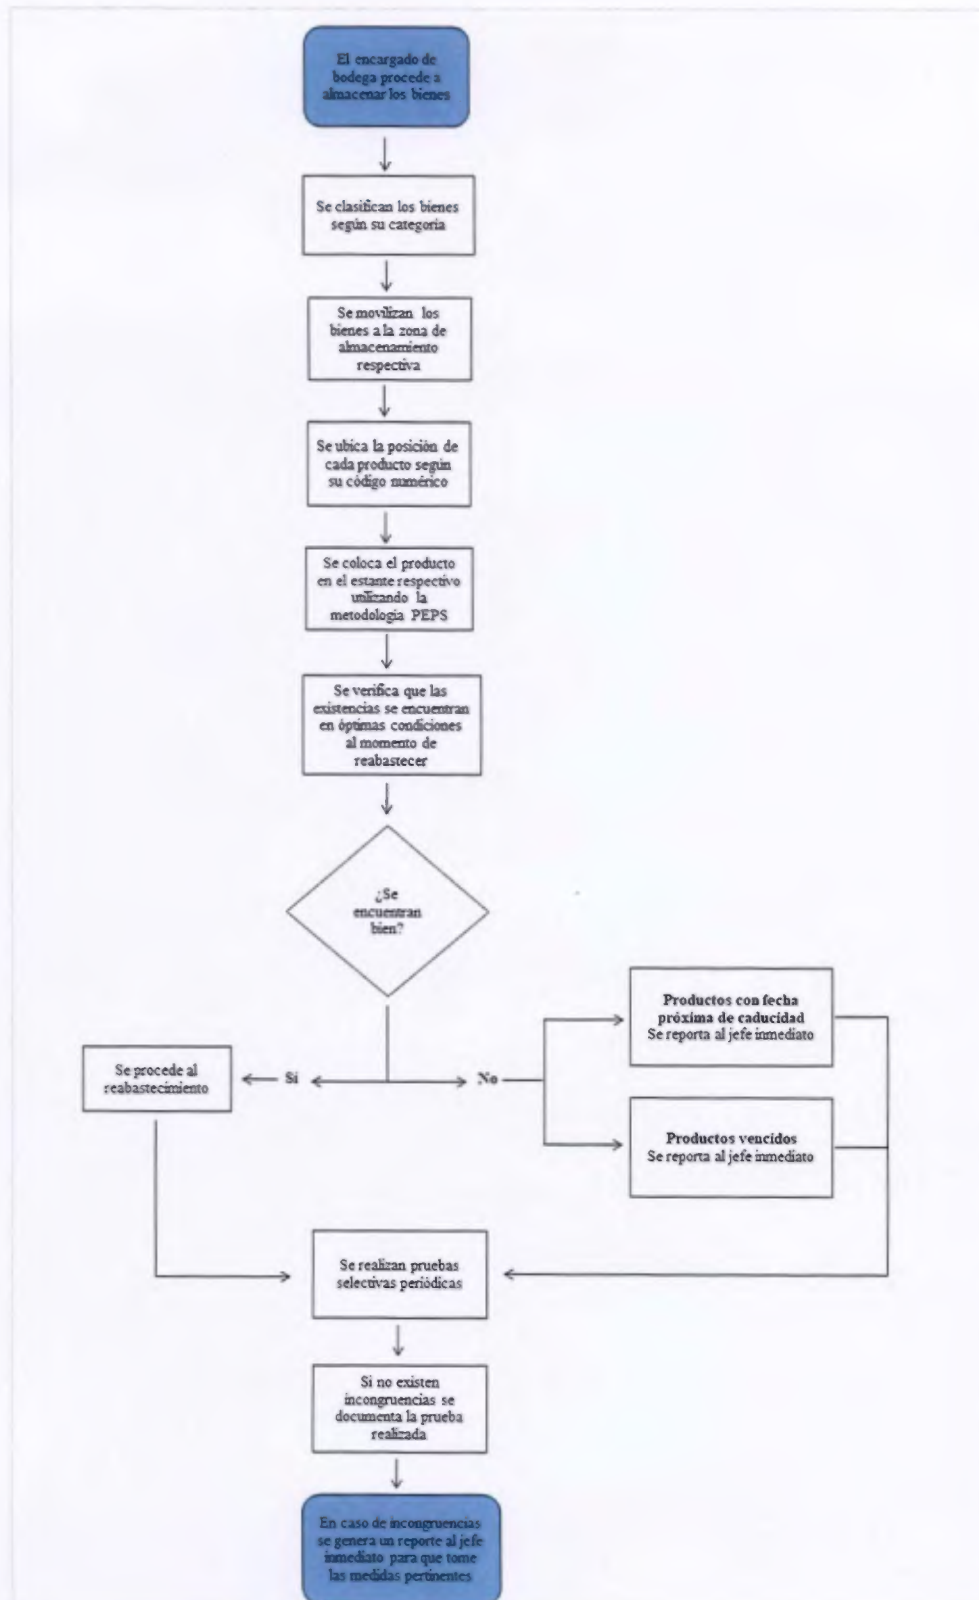 El encargado de
bodega procede a
almacenar los bienes
Se clasifican los bienes
según su categoría
Se movilizan los
bienes a la zona de
almacenamiento
respectiva
Se ubica la posición de
cada producto según
su código numérico
Se coloca el producto
en el estante respectivo
utilizando la
metodología PEPS
Se verifica que las
existencias se encuentran
en óptimas condiciones
al momento de
reabastecer
¿Se
encuentran
bien?
Productos con fecha
próxima de caducidad
Se reporta al jefe inmediato
Se procede al
reabastecimiento
Sí
No
Productos vencidos
Se reporta al jefe inmediato
Se realizan pruebas
selectivas periódicas
Si no existen
incongruencias se
documenta la prueba
realizada
En caso de incongruencias
se genera un reporte al jefe
inmediato para que tome
las medidas pertinentes